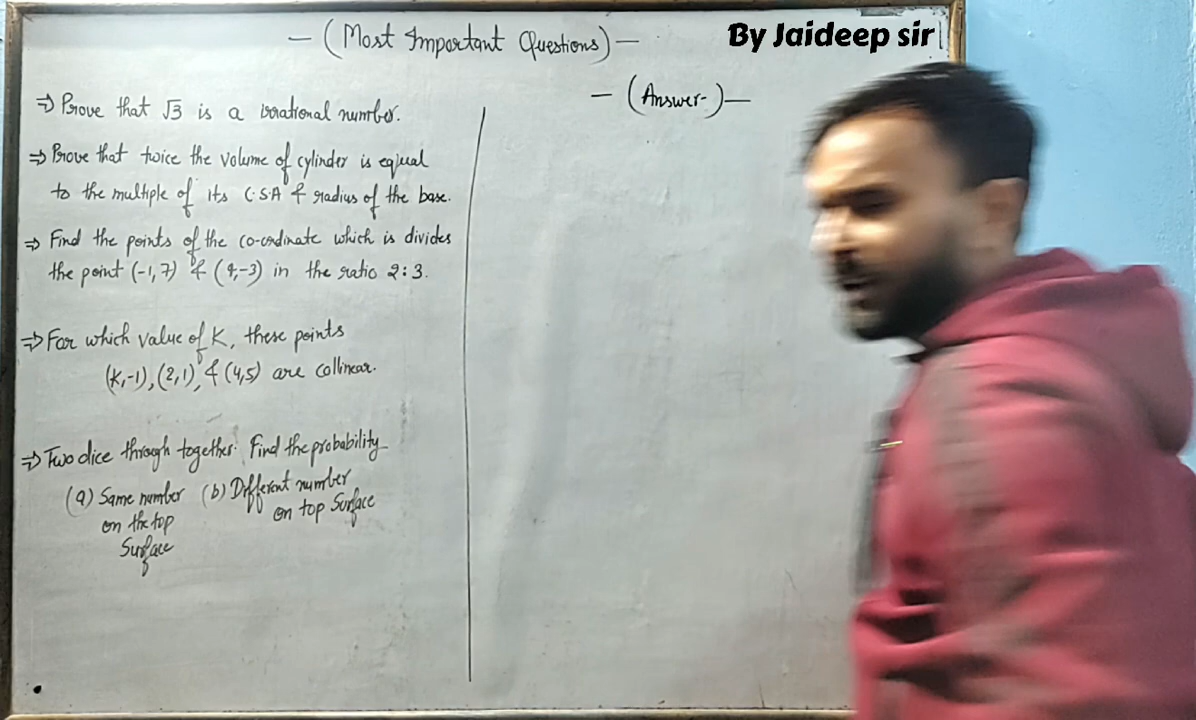 - (Most Important Questions) -
By Jaideep sir
- (Answer-) -
⇒ Prove that √3 is a irrational number.
⇒ Prove that twice the volume of cylinder is equal
to the multiple of its C.S.A & radius of the base.
⇒ Find the points of the co-ordinate which is divides
the point (-1, 7) & (4,-3) in the ratio 2:3.
⇒ For which value of K, these points
(K,-1), (2,1), & (4,5) are collinear.
⇒ Two dice through together. Find the probability
(a) Same number
on the top
Surface
(b) Different number
on top Surface